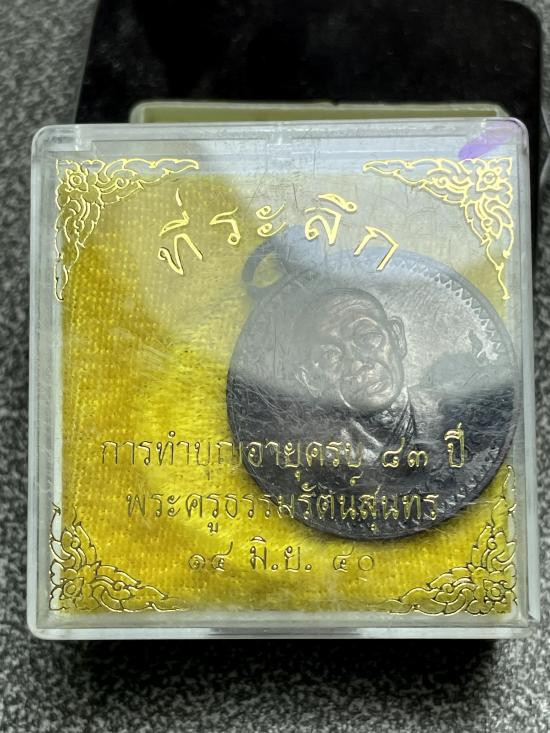 ที่ระลึก
การทำบุญอายุครบ ๘๓ ปี
พระครูธรรมรัตน์สุนทร
๑๔ มิ.ย. ๔๐